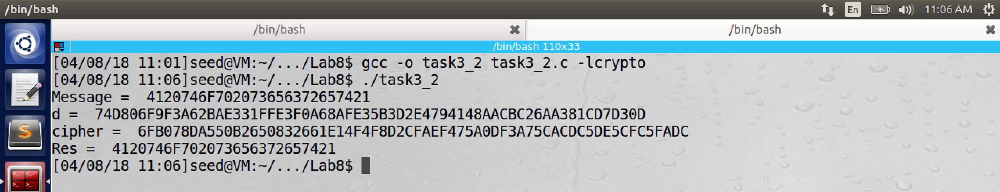 /bin/bash En 11:06 AM
/bin/bash /bin/bash
/bin/bash 110x33
[04/08/18 11:01]seed@VM:~/.../Lab8$ gcc -o task3_2 task3_2.c -lcrypto
[04/08/18 11:06]seed@VM:~/.../Lab8$ ./task3_2
Message =  4120746F702073656372657421
d =  74D806F9F3A62BAE331FFE3F0A68AFE35B3D2E4794148AACBC26AA381CD7D30D
cipher =  6FB078DA550B2650832661E14F4F8D2CFAEF475A0DF3A75CACDC5DE5CFC5FADC
Res =  4120746F702073656372657421
[04/08/18 11:06]seed@VM:~/.../Lab8$